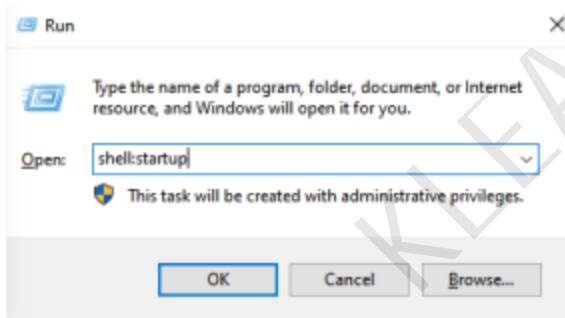 Run
Type the name of a program, folder, document, or Internet
resource, and Windows will open it for you.
Open: shell:startup
This task will be created with administrative privileges.
OK Cancel Browse...
KLEA